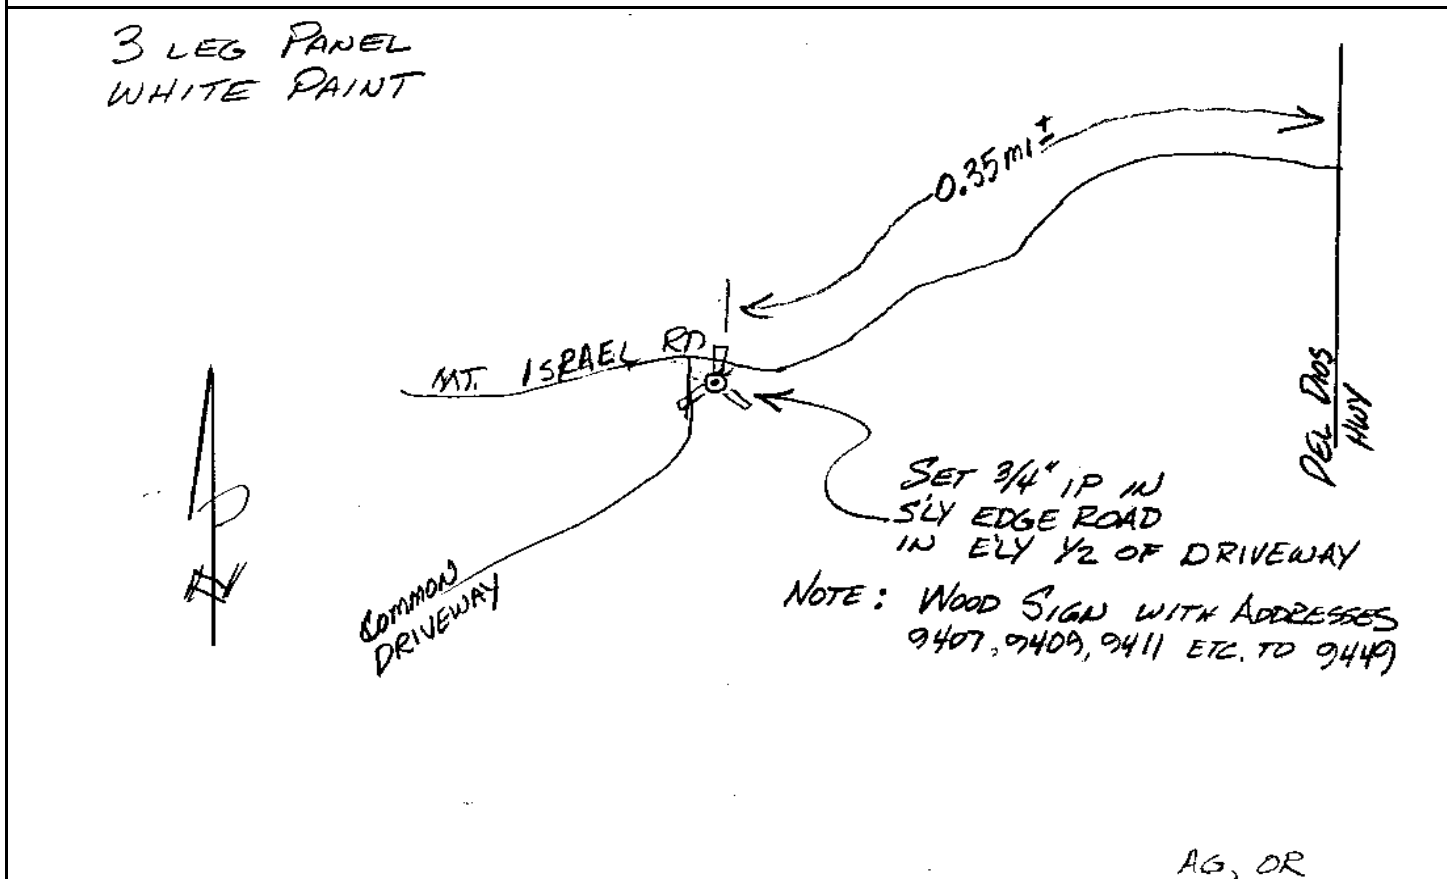 3 LEG PANEL
WHITE PAINT
0.35 MI ±
MT. ISRAEL RD
DEL DIOS
HWY
SET 3/4" IP IN
S'LY EDGE ROAD
IN E'LY 1/2 OF DRIVEWAY
COMMON
DRIVEWAY
NOTE: WOOD SIGN WITH ADDRESSES
9407, 9409, 9411 ETC. TO 9449
N
AG, OR